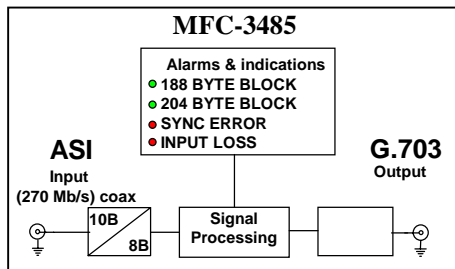 MFC-3485
Alarms & indications
188 BYTE BLOCK
204 BYTE BLOCK
SYNC ERROR
INPUT LOSS
ASI
Input
(270 Mb/s) coax
G.703
Output
10B
8B
Signal
Processing